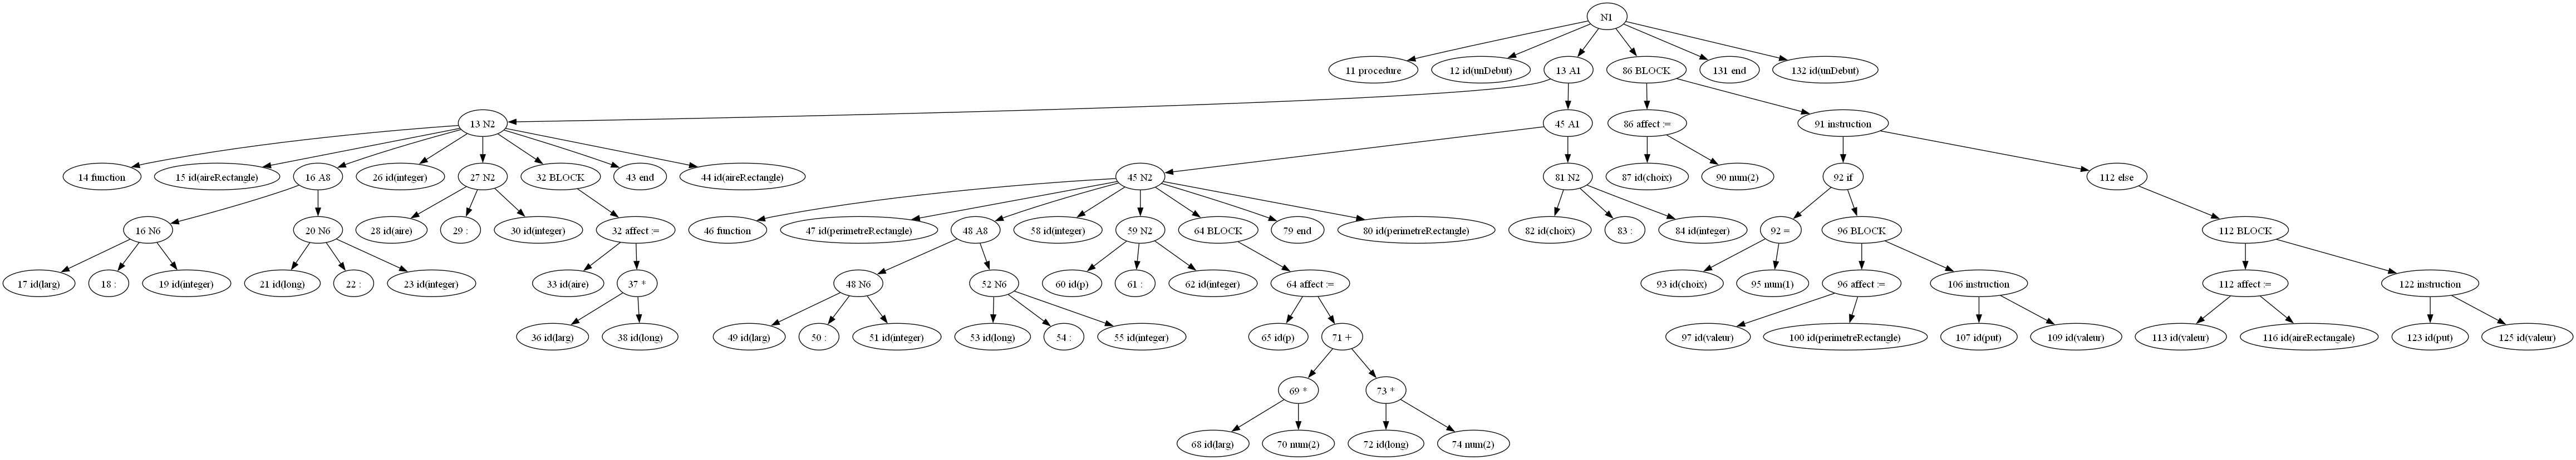 N1
11 procedure
12 id(unDebut)
13 A1
86 BLOCK
131 end
132 id(unDebut)
13 N2
45 A1
86 affect :=
91 instruction
14 function
15 id(aireRectangle)
16 A8
26 id(integer)
27 N2
32 BLOCK
43 end
44 id(aireRectangle)
45 N2
81 N2
87 id(choix)
90 num(2)
92 if
112 else
16 N6
20 N6
28 id(aire)
29 :
30 id(integer)
32 affect :=
46 function
47 id(perimetreRectangle)
48 A8
58 id(integer)
59 N2
64 BLOCK
79 end
80 id(perimetreRectangle)
82 id(choix)
83 :
84 id(integer)
92 =
96 BLOCK
112 BLOCK
17 id(larg)
18 :
19 id(integer)
21 id(long)
22 :
23 id(integer)
33 id(aire)
37 *
48 N6
52 N6
60 id(p)
61 :
62 id(integer)
64 affect :=
93 id(choix)
95 num(1)
96 affect :=
106 instruction
112 affect :=
122 instruction
36 id(larg)
38 id(long)
49 id(larg)
50 :
51 id(integer)
53 id(long)
54 :
55 id(integer)
65 id(p)
71 +
97 id(valeur)
100 id(perimetreRectangle)
107 id(put)
109 id(valeur)
113 id(valeur)
116 id(aireRectangale)
123 id(put)
125 id(valeur)
69 *
73 *
68 id(larg)
70 num(2)
72 id(long)
74 num(2)